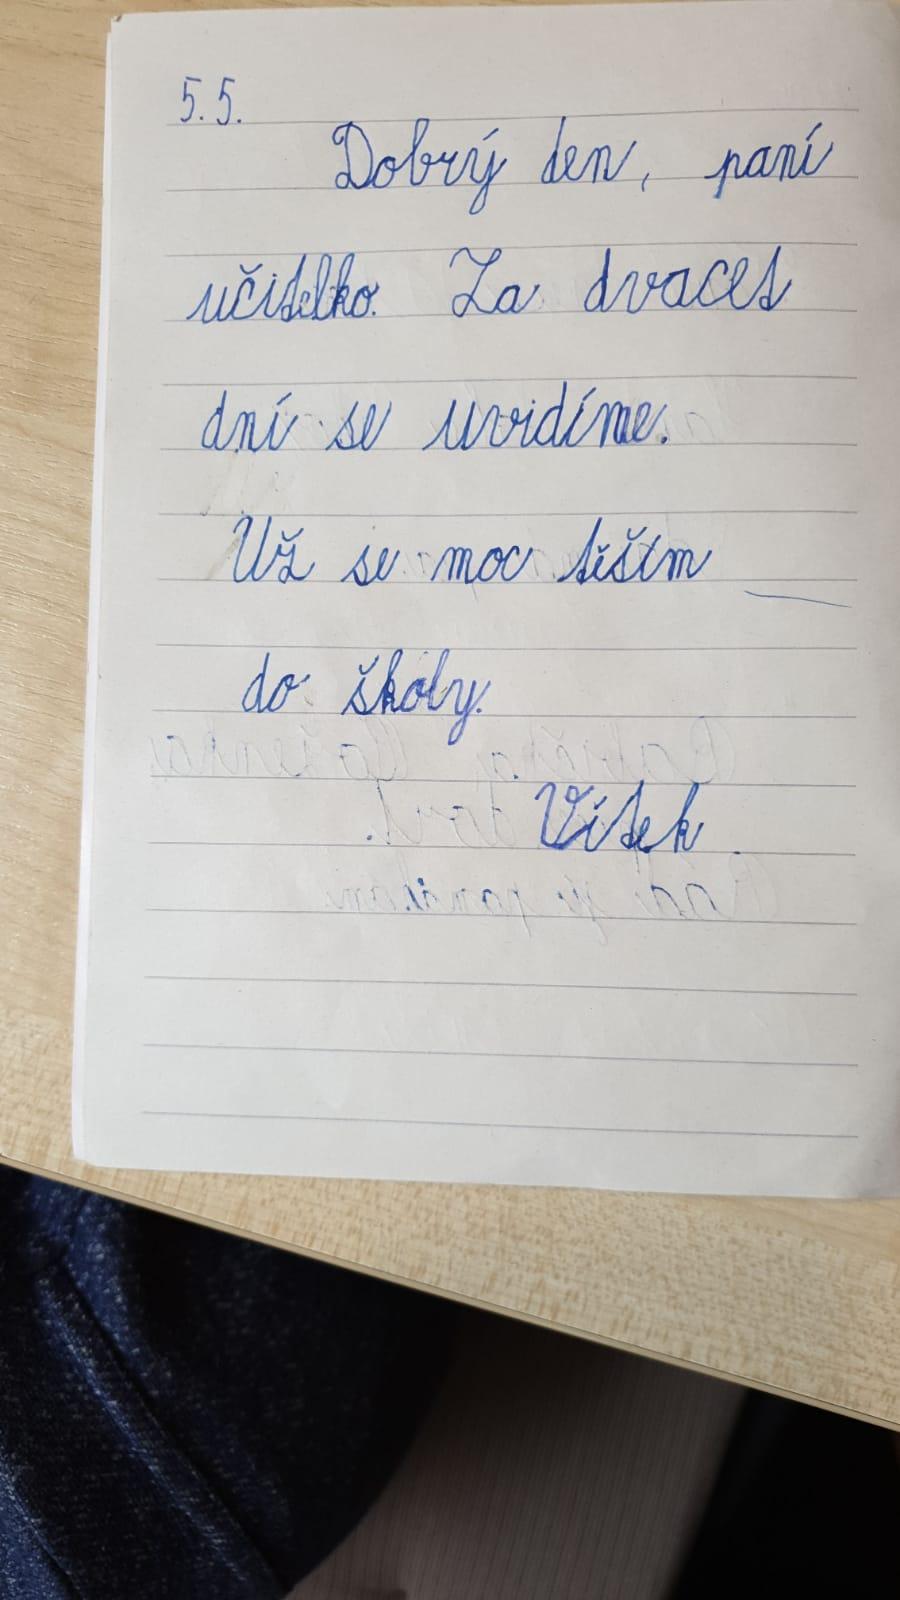 5.5.
Dobrý den, paní
učitelko. Za dvacet
dní se uvidíme.
Už se moc těším
do školy.
Vítek